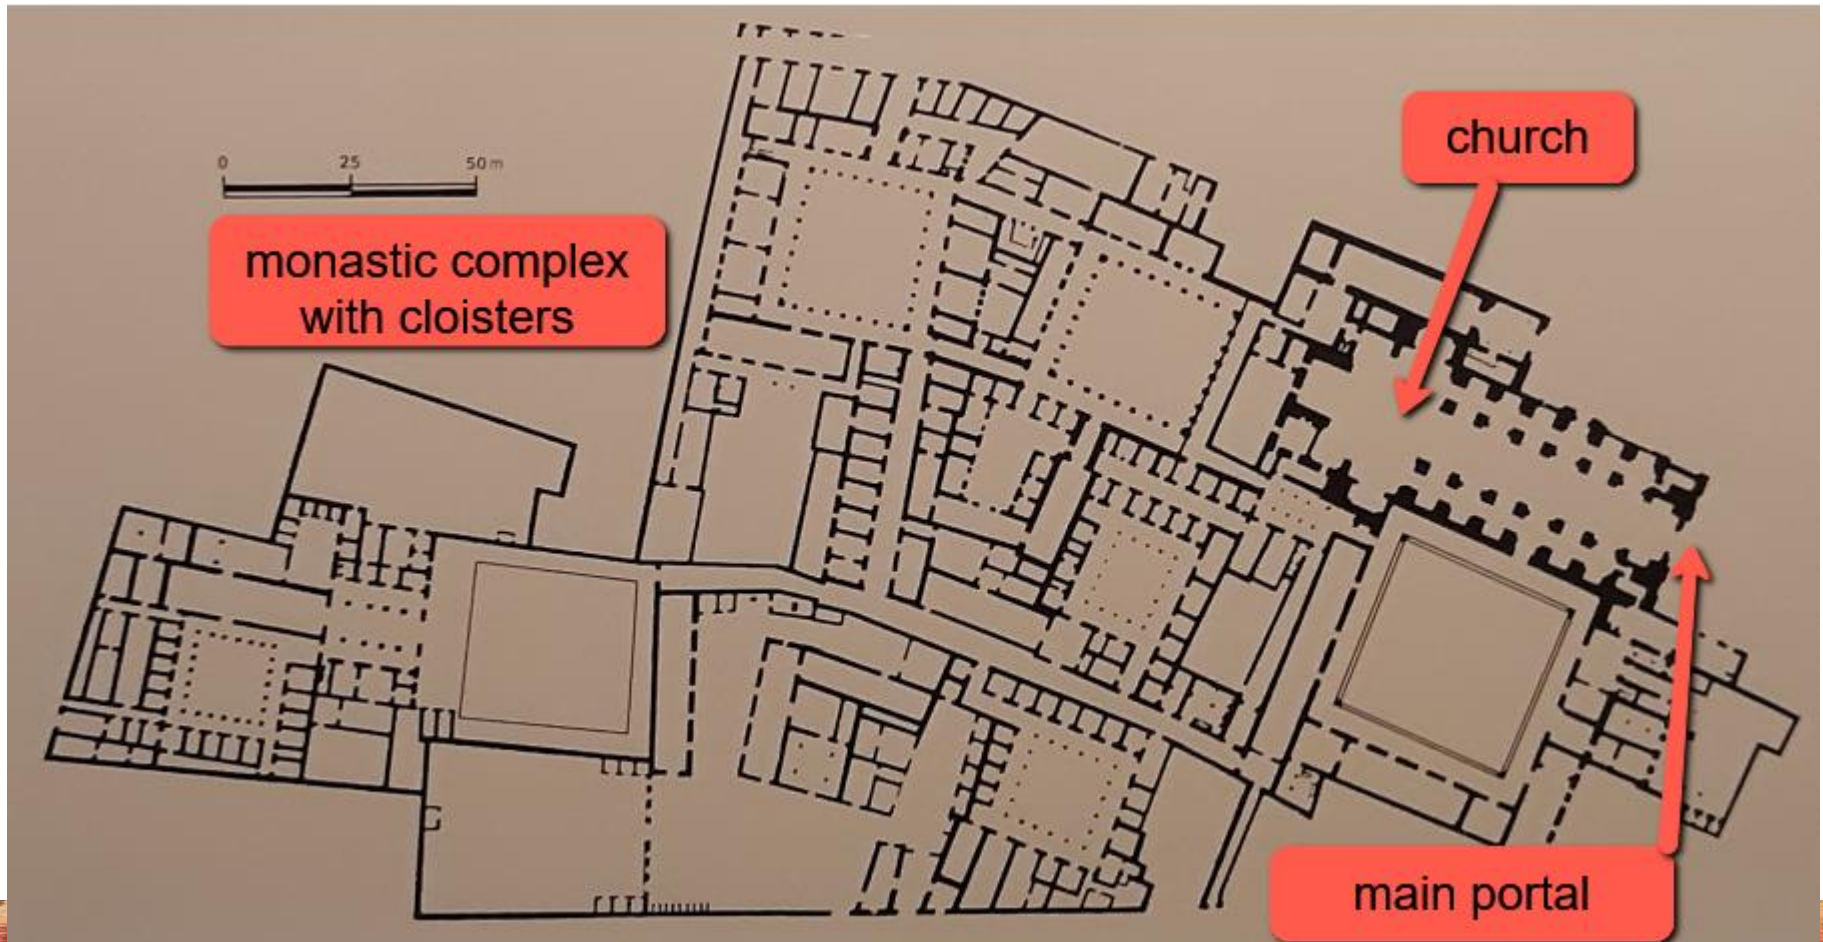 church
0 25 50 m
monastic complex
with cloisters
main portal